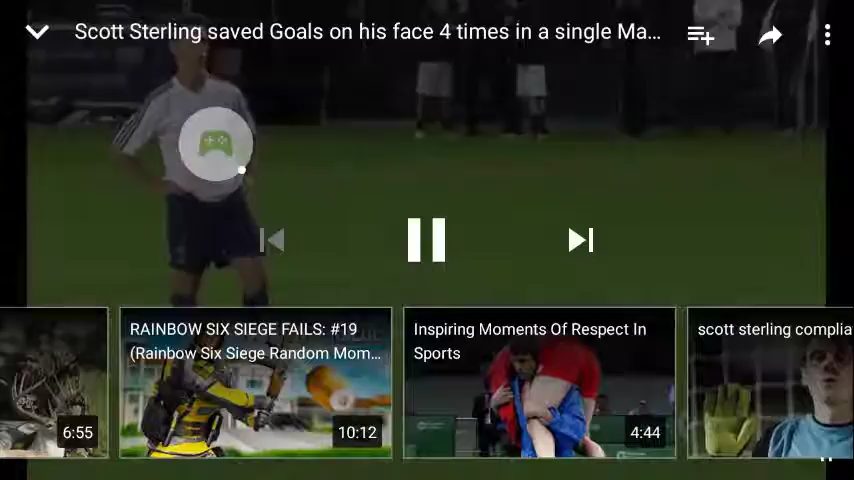 Scott Sterling saved Goals on his face 4 times in a single Ma...
RAINBOW SIX SIEGE FAILS: #19
(Rainbow Six Siege Random Mom...
Inspiring Moments Of Respect In
Sports
scott sterling complia
6:55
10:12
4:44